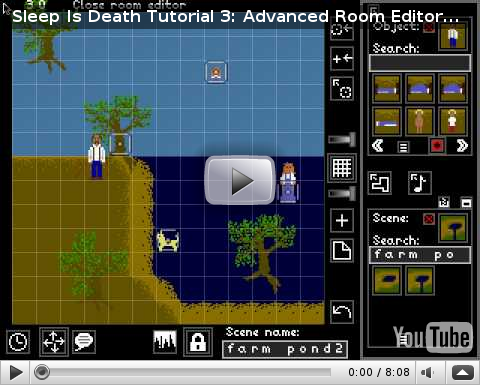 Close room editor
Sleep Is Death Tutorial 3: Advanced Room Editor...
Object:
Search:
Scene:
Search:
farm po
Scene name:
farm pond2
YouTube
0:00 / 8:08